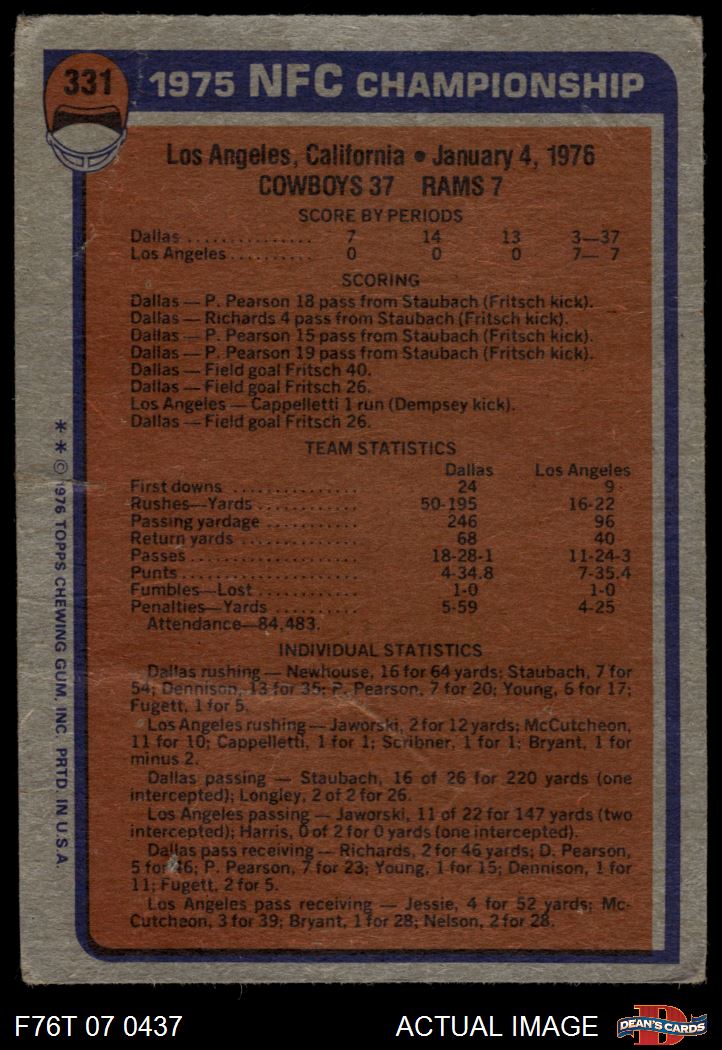 331
1975 NFC CHAMPIONSHIP
Los Angeles, California • January 4, 1976
COWBOYS 37 RAMS 7
SCORE BY PERIODS
Dallas ............... 7 14 13 3—37
Los Angeles .......... 0 0 0 7— 7
SCORING
Dallas — P. Pearson 18 pass from Staubach (Fritsch kick).
Dallas — Richards 4 pass from Staubach (Fritsch kick).
Dallas — P. Pearson 15 pass from Staubach (Fritsch kick).
Dallas — P. Pearson 19 pass from Staubach (Fritsch kick).
Dallas — Field goal Fritsch 40.
Dallas — Field goal Fritsch 26.
Los Angeles — Cappelletti 1 run (Dempsey kick).
Dallas — Field goal Fritsch 26.
TEAM STATISTICS
Dallas Los Angeles
First downs ............... 24 9
Rushes—Yards ............ 50-195 16-22
Passing yardage ........... 246 96
Return yards .............. 68 40
Passes ..................... 18-28-1 11-24-3
Punts ...................... 4-34.8 7-35.4
Fumbles—Lost ............ 1-0 1-0
Penalties—Yards .......... 5-59 4-25
Attendance—84,483.
INDIVIDUAL STATISTICS
Dallas rushing — Newhouse, 16 for 64 yards; Staubach, 7 for
54; Dennison, 13 for 35; P. Pearson, 7 for 20; Young, 6 for 17;
Fugett, 1 for 5.
Los Angeles rushing — Jaworski, 2 for 12 yards; McCutcheon,
11 for 10; Cappelletti, 1 for 1; Scribner, 1 for 1; Bryant, 1 for
minus 2.
Dallas passing — Staubach, 16 of 26 for 220 yards (one
intercepted); Longley, 2 of 2 for 26.
Los Angeles passing — Jaworski, 11 of 22 for 147 yards (two
intercepted); Harris, 0 of 2 for 0 yards (one intercepted).
Dallas pass receiving — Richards, 2 for 46 yards; D. Pearson,
5 for 46; P. Pearson, 7 for 23; Young, 1 for 15; Dennison, 1 for
11; Fugett, 2 for 5.
Los Angeles pass receiving — Jessie, 4 for 52 yards; Mc-
Cutcheon, 3 for 39; Bryant, 1 for 28; Nelson, 2 for 28.
* * © 1976 TOPPS CHEWING GUM, INC. PRTD. IN U.S.A.
F76T 07 0437 ACTUAL IMAGE
D
DEAN'S CARDS